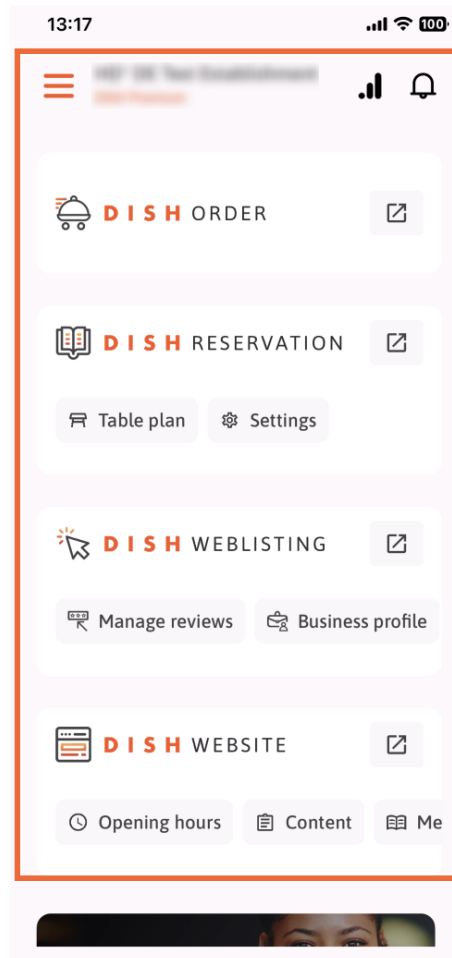 13:17
100
DISH ORDER
DISH RESERVATION
Table plan
Settings
DISH WEBLISTING
Manage reviews
Business profile
DISH WEBSITE
Opening hours
Content
Me